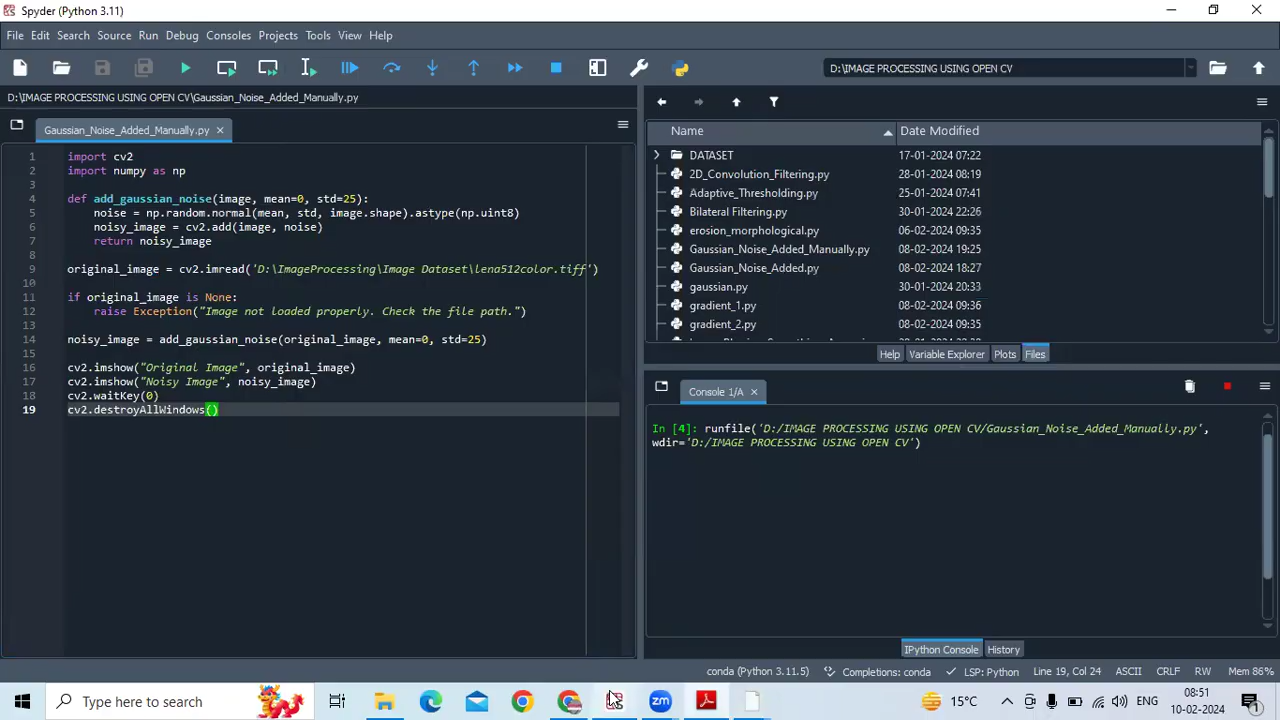 Spyder (Python 3.11)
File Edit Search Source Run Debug Consoles Projects Tools View Help
D:\IMAGE PROCESSING USING OPEN CV
D:\IMAGE PROCESSING USING OPEN CV\Gaussian_Noise_Added_Manually.py
Gaussian_Noise_Added_Manually.py
1 import cv2
2 import numpy as np
3
4 def add_gaussian_noise(image, mean=0, std=25):
5 noise = np.random.normal(mean, std, image.shape).astype(np.uint8)
6 noisy_image = cv2.add(image, noise)
7 return noisy_image
8
9 original_image = cv2.imread('D:\ImageProcessing\Image Dataset\lena512color.tiff')
10
11 if original_image is None:
12 raise Exception("Image not loaded properly. Check the file path.")
13
14 noisy_image = add_gaussian_noise(original_image, mean=0, std=25)
15
16 cv2.imshow("Original Image", original_image)
17 cv2.imshow("Noisy Image", noisy_image)
18 cv2.waitKey(0)
19 cv2.destroyAllWindows()
Name Date Modified
DATASET 17-01-2024 07:22
2D_Convolution_Filtering.py 28-01-2024 08:19
Adaptive_Thresholding.py 25-01-2024 07:41
Bilateral Filtering.py 30-01-2024 22:26
erosion_morphological.py 06-02-2024 09:35
Gaussian_Noise_Added_Manually.py 08-02-2024 19:25
Gaussian_Noise_Added.py 08-02-2024 18:27
gaussian.py 30-01-2024 20:33
gradient_1.py 08-02-2024 09:36
gradient_2.py 08-02-2024 09:35
Help Variable Explorer Plots Files
Console 1/A
In [4]: runfile('D:/IMAGE PROCESSING USING OPEN CV/Gaussian_Noise_Added_Manually.py',
wdir='D:/IMAGE PROCESSING USING OPEN CV')
IPython Console History
conda (Python 3.11.5) Completions: conda LSP: Python Line 19, Col 24 ASCII CRLF RW Mem 86%
Type here to search
zm
15°C
ENG
08:51
10-02-2024
1